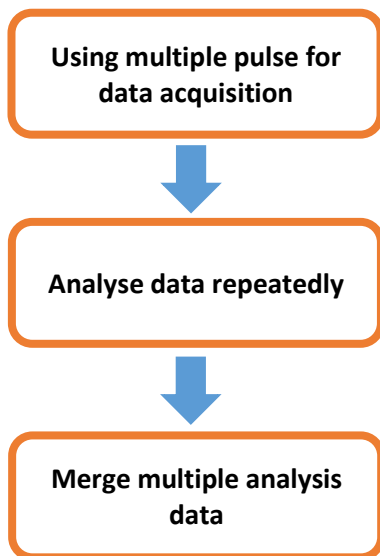 Using multiple pulse for
data acquisition
Analyse data repeatedly
Merge multiple analysis
data